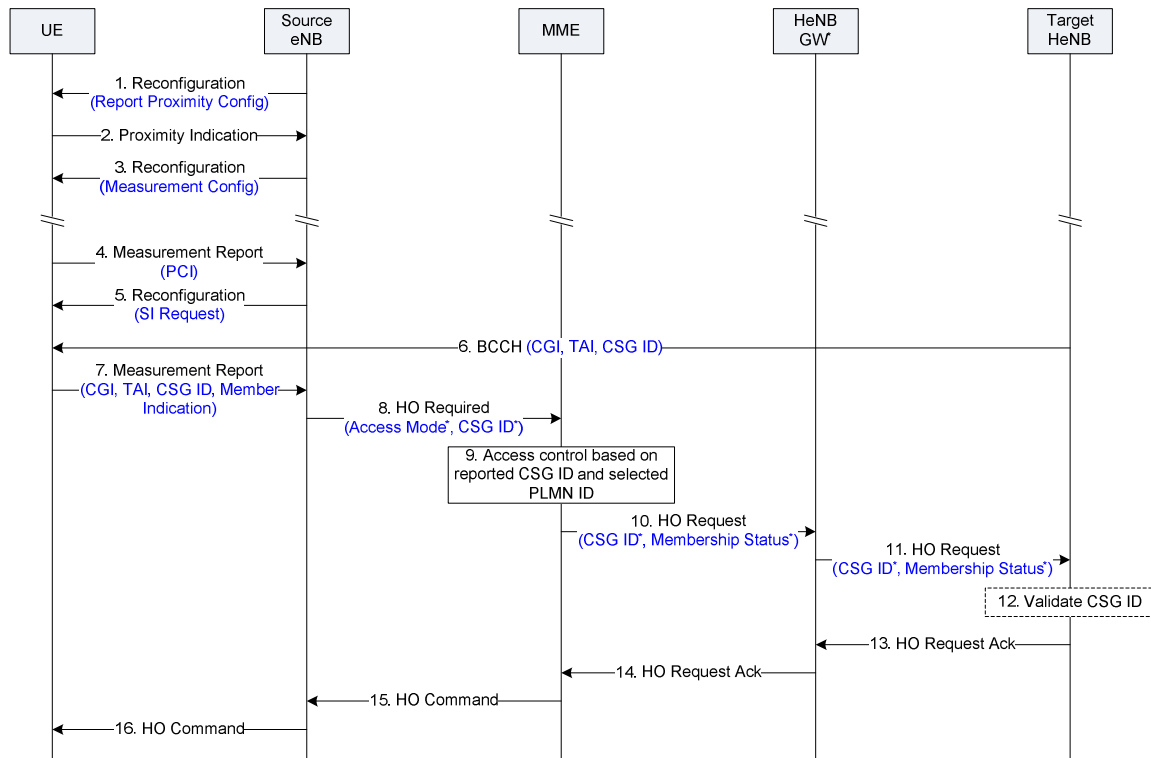 UE
Source
eNB
MME
HeNB
GW*
Target
HeNB
1. Reconfiguration
(Report Proximity Config)
2. Proximity Indication
3. Reconfiguration
(Measurement Config)
4. Measurement Report
(PCI)
5. Reconfiguration
(SI Request)
6. BCCH (CGI, TAI, CSG ID)
7. Measurement Report
(CGI, TAI, CSG ID, Member
Indication)
8. HO Required
(Access Mode*, CSG ID*)
9. Access control based on
reported CSG ID and selected
PLMN ID
10. HO Request
(CSG ID*, Membership Status*)
11. HO Request
(CSG ID*, Membership Status*)
12. Validate CSG ID
13. HO Request Ack
14. HO Request Ack
15. HO Command
16. HO Command